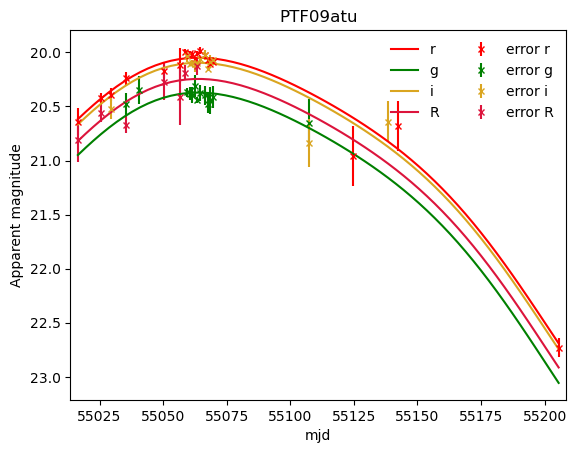 PTF09atu
Apparent magnitude
20.0
20.5
21.0
21.5
22.0
22.5
23.0
r
g
i
R
error r
error g
error i
error R
55025 55050 55075 55100 55125 55150 55175 55200
mjd